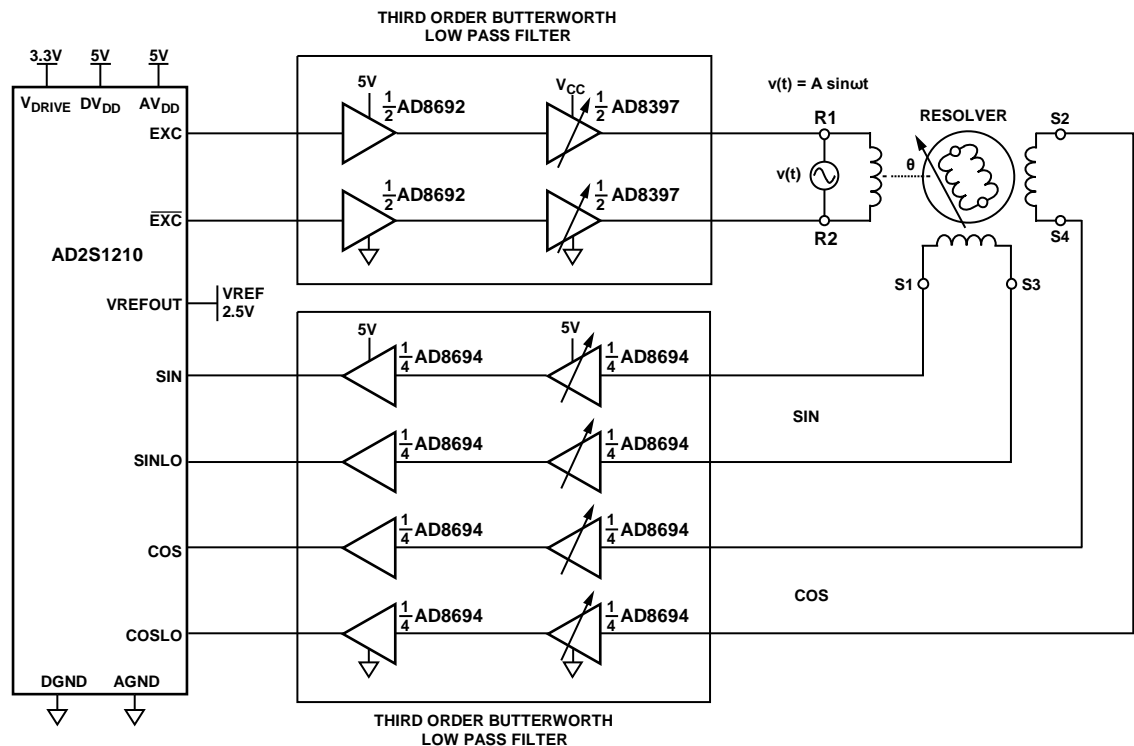 THIRD ORDER BUTTERWORTH
LOW PASS FILTER
3.3V 5V 5V
VDRIVE DVDD AVDD
EXC
EXC
AD2S1210
VREFOUT
VREF
2.5V
SIN
SINLO
COS
COSLO
DGND AGND
5V
1/2 AD8692
VCC
1/2 AD8397
1/2 AD8692
1/2 AD8397
v(t) = A sinωt
R1
v(t)
R2
RESOLVER
θ
S2
S4
S1
S3
5V
1/4 AD8694
5V
1/4 AD8694
SIN
1/4 AD8694
1/4 AD8694
1/4 AD8694
1/4 AD8694
COS
1/4 AD8694
1/4 AD8694
THIRD ORDER BUTTERWORTH
LOW PASS FILTER